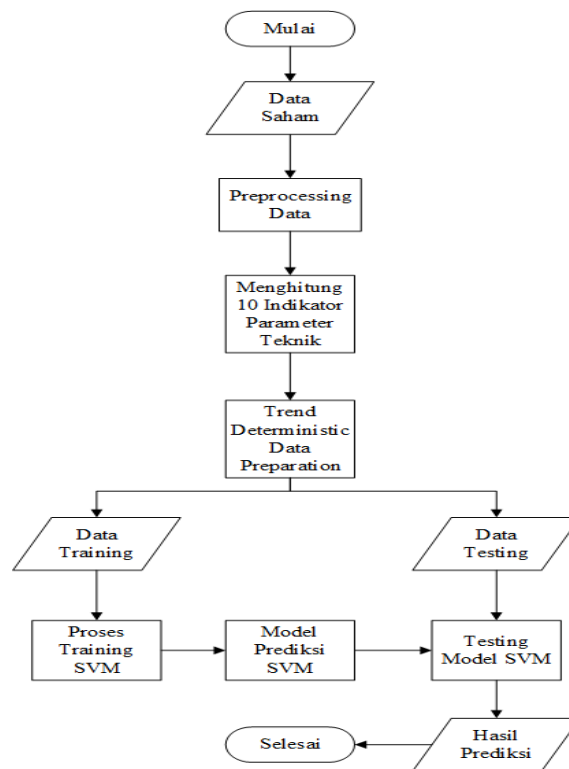 Mulai
Data
Saham
Preprocessing
Data
Menghitung
10 Indikator
Parameter
Teknik
Trend
Deterministic
Data
Preparation
Data
Training
Data
Testing
Proses
Training
SVM
Model
Prediksi
SVM
Testing
Model SVM
Hasil
Prediksi
Selesai